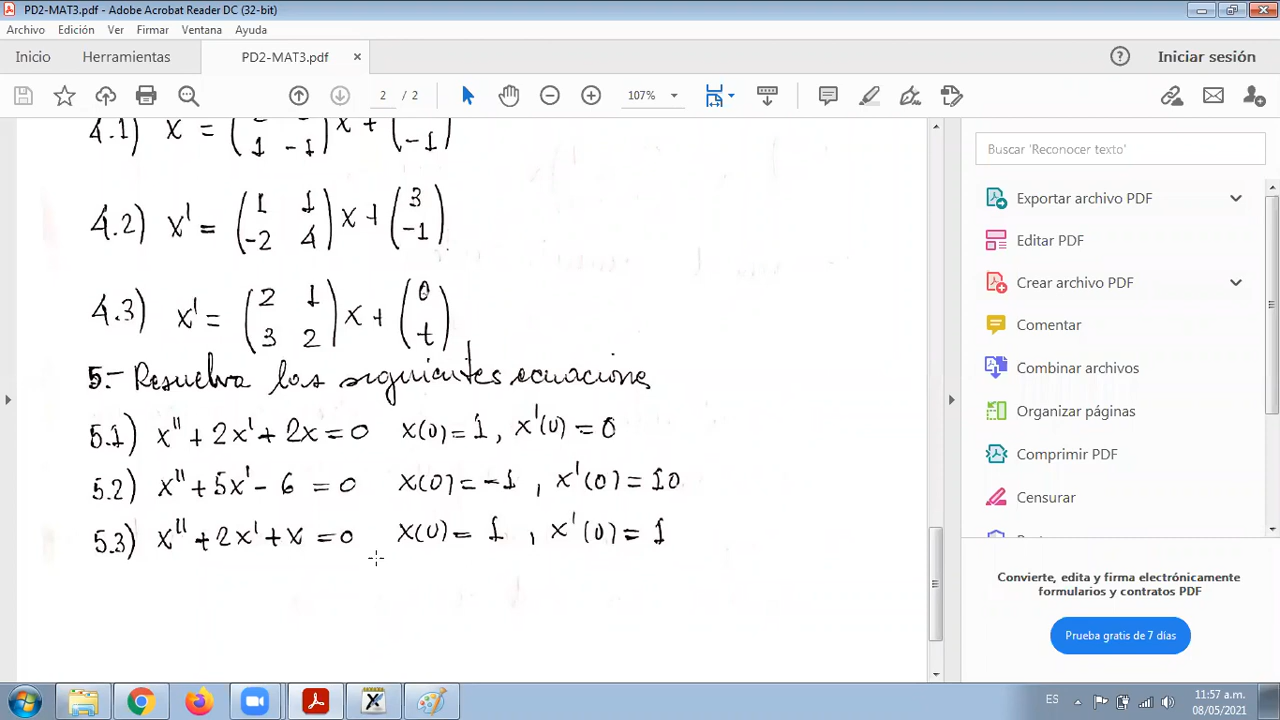 PD2-MAT3.pdf - Adobe Acrobat Reader DC (32-bit)
Archivo Edición Ver Firmar Ventana Ayuda
Inicio Herramientas PD2-MAT3.pdf × Iniciar sesión
2 / 2 107%
4.1) x = ( 1 -1 ) x + ( -1 )
4.2) x' = ( 1 1 ; -2 4 ) x + ( 3 ; -1 )
4.3) x' = ( 2 1 ; 3 2 ) x + ( 0 ; t )
5.- Resuelva las siguientes ecuaciones
5.1) x'' + 2x' + 2x = 0 x(0) = 1, x'(0) = 0
5.2) x'' + 5x' - 6 = 0 x(0) = -1, x'(0) = 10
5.3) x'' + 2x' + x = 0 x(0) = 1, x'(0) = 1
Buscar 'Reconocer texto'
Exportar archivo PDF
Editar PDF
Crear archivo PDF
Comentar
Combinar archivos
Organizar páginas
Comprimir PDF
Censurar
Convierte, edita y firma electrónicamente
formularios y contratos PDF
Prueba gratis de 7 días
ES 11:57 a.m.
08/05/2021